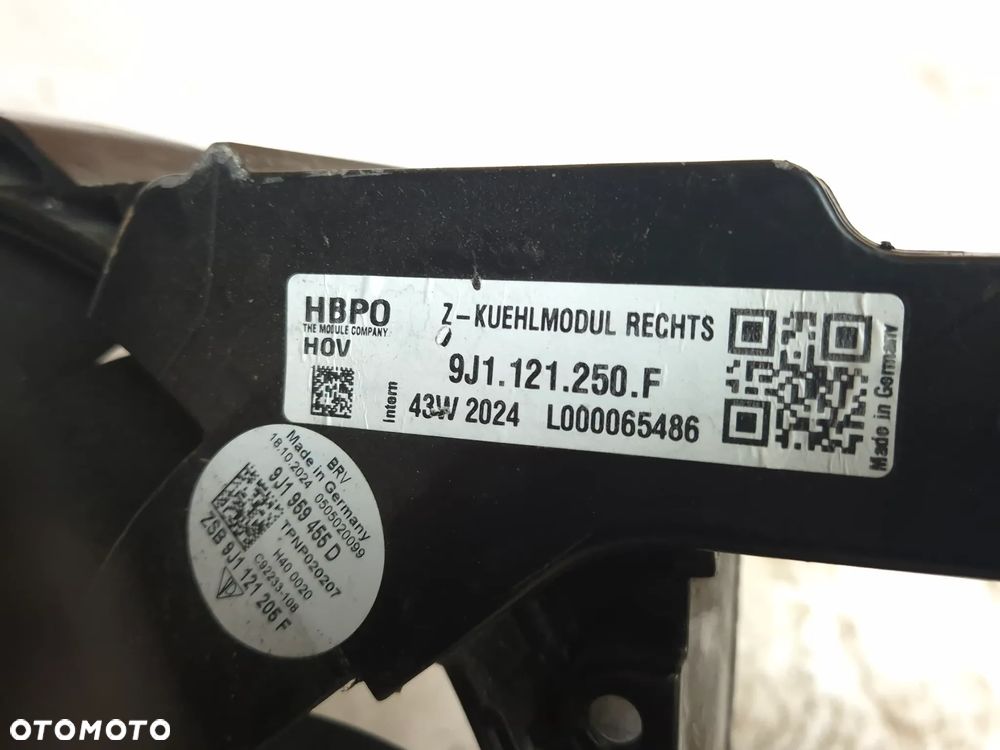 HBPO
THE MODULE COMPANY
HOV
Z-KUEHLMODUL RECHTS
9J1.121.250.F
Intern
43W 2024 L000065486
Made in Germany
BRV
Made in Germany
18.10.2024 0505020099
9J1 959 455 D
TPNP020207
H40 0020
C92233-108
ZSB 9J1 121 205 F
OTOMOTO